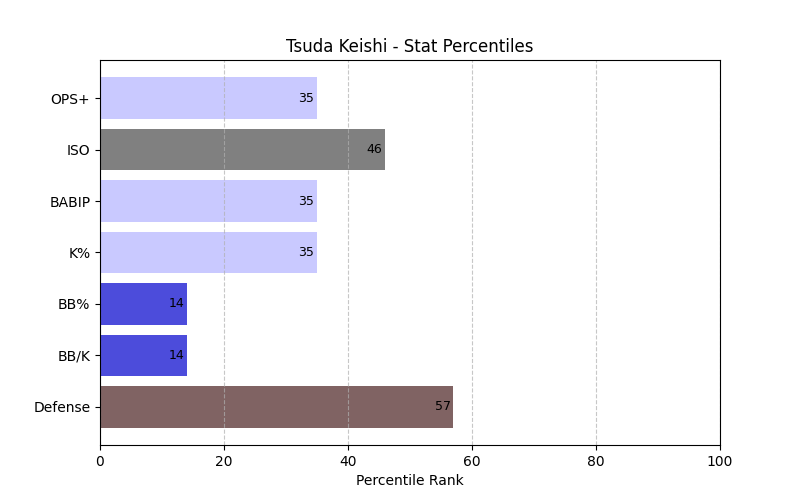 Tsuda Keishi - Stat Percentiles
OPS+ 35
ISO 46
BABIP 35
K% 35
BB% 14
BB/K 14
Defense 57
0 20 40 60 80 100
Percentile Rank